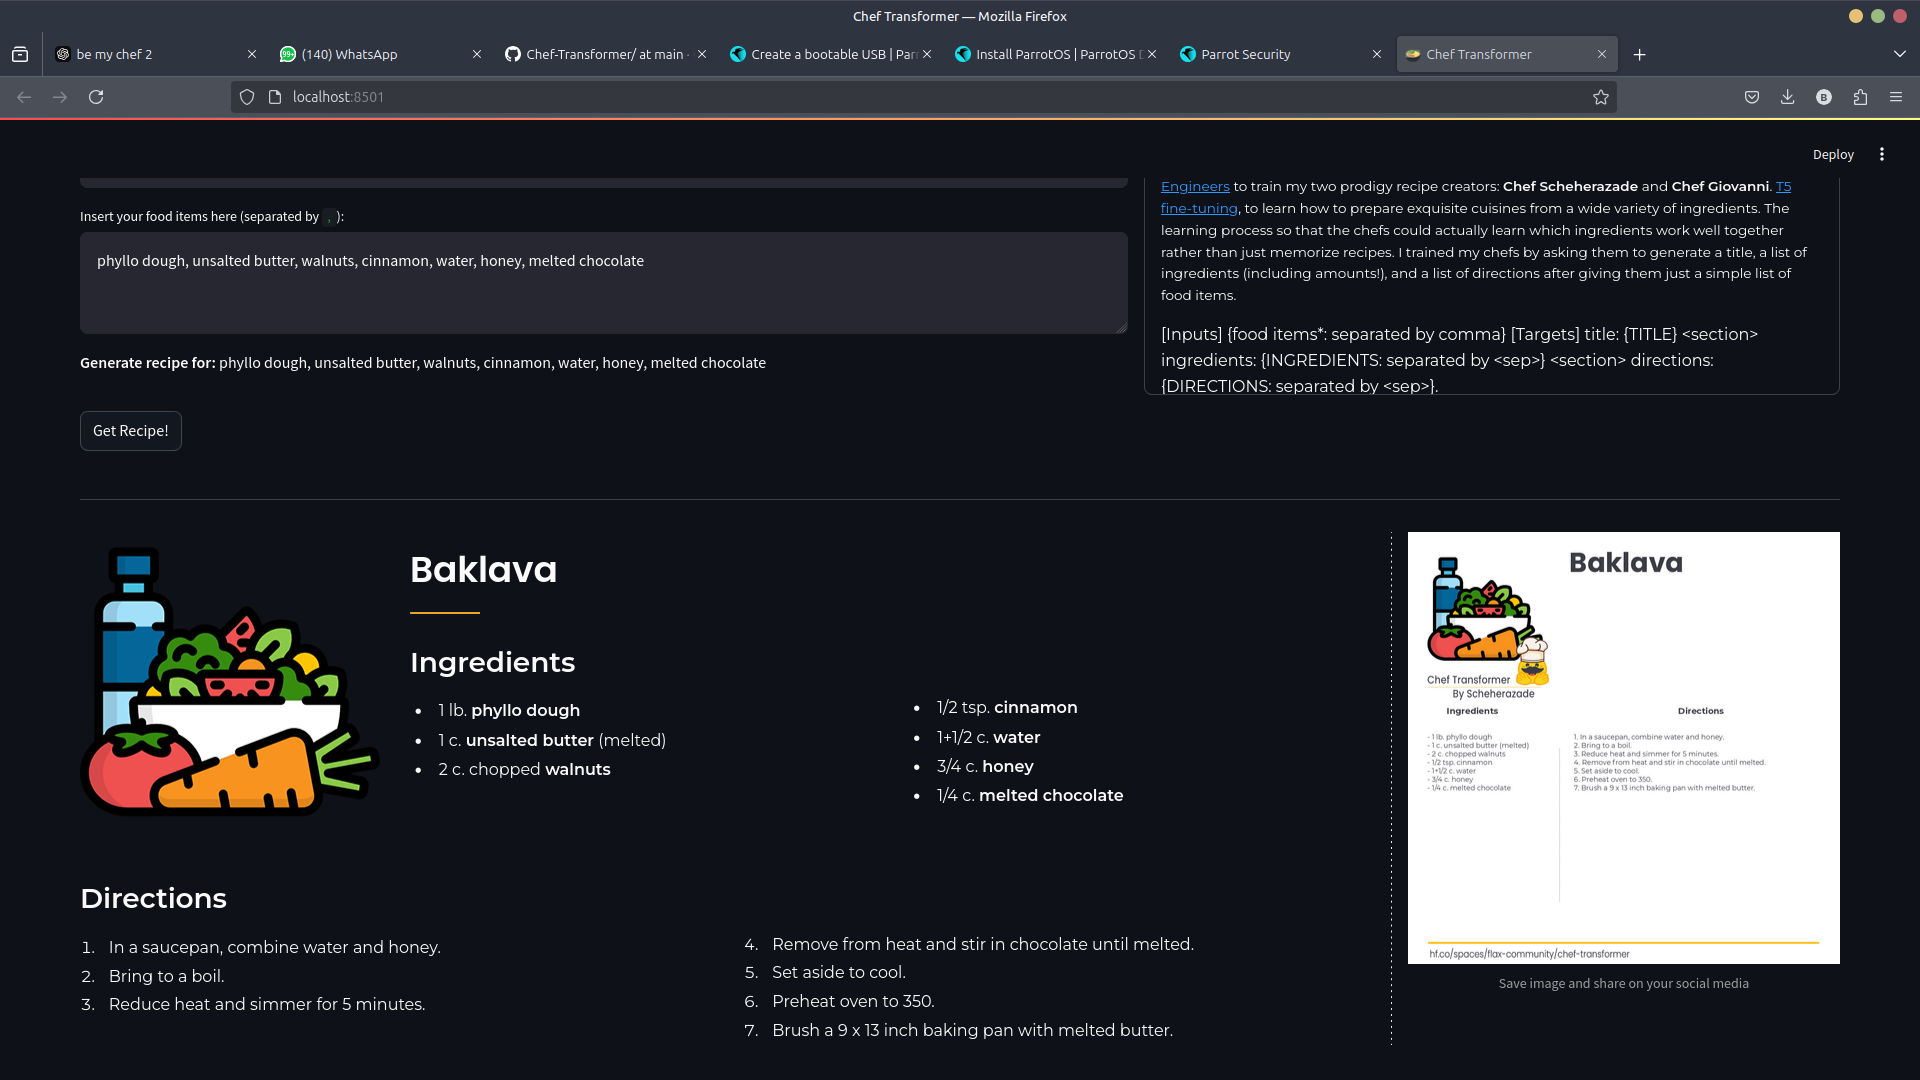 Chef Transformer — Mozilla Firefox
be my chef 2
(140) WhatsApp
Chef-Transformer/ at main ·
Create a bootable USB | Par
Install ParrotOS | ParrotOS D
Parrot Security
Chef Transformer
localhost:8501
Deploy
Engineers to train my two prodigy recipe creators: Chef Scheherazade and Chef Giovanni. T5
fine-tuning, to learn how to prepare exquisite cuisines from a wide variety of ingredients. The
learning process so that the chefs could actually learn which ingredients work well together
rather than just memorize recipes. I trained my chefs by asking them to generate a title, a list of
ingredients (including amounts!), and a list of directions after giving them just a simple list of
food items.
[Inputs] {food items*: separated by comma} [Targets] title: {TITLE} <section>
ingredients: {INGREDIENTS: separated by <sep>} <section> directions:
{DIRECTIONS: separated by <sep>}.
Insert your food items here (separated by , ):
phyllo dough, unsalted butter, walnuts, cinnamon, water, honey, melted chocolate
Generate recipe for: phyllo dough, unsalted butter, walnuts, cinnamon, water, honey, melted chocolate
Get Recipe!
Baklava
Ingredients
• 1 lb. phyllo dough
• 1 c. unsalted butter (melted)
• 2 c. chopped walnuts
• 1/2 tsp. cinnamon
• 1+1/2 c. water
• 3/4 c. honey
• 1/4 c. melted chocolate
Directions
1. In a saucepan, combine water and honey.
2. Bring to a boil.
3. Reduce heat and simmer for 5 minutes.
4. Remove from heat and stir in chocolate until melted.
5. Set aside to cool.
6. Preheat oven to 350.
7. Brush a 9 x 13 inch baking pan with melted butter.
Baklava
Chef Transformer
By Scheherazade
Ingredients
- 1 lb. phyllo dough
- 1 c. unsalted butter (melted)
- 2 c. chopped walnuts
- 1/2 tsp. cinnamon
- 1+1/2 c. water
- 3/4 c. honey
- 1/4 c. melted chocolate
Directions
1. In a saucepan, combine water and honey.
2. Bring to a boil.
3. Reduce heat and simmer for 5 minutes.
4. Remove from heat and stir in chocolate until melted.
5. Set aside to cool.
6. Preheat oven to 350.
7. Brush a 9 x 13 inch baking pan with melted butter.
hf.co/spaces/flax-community/chef-transformer
Save image and share on your social media